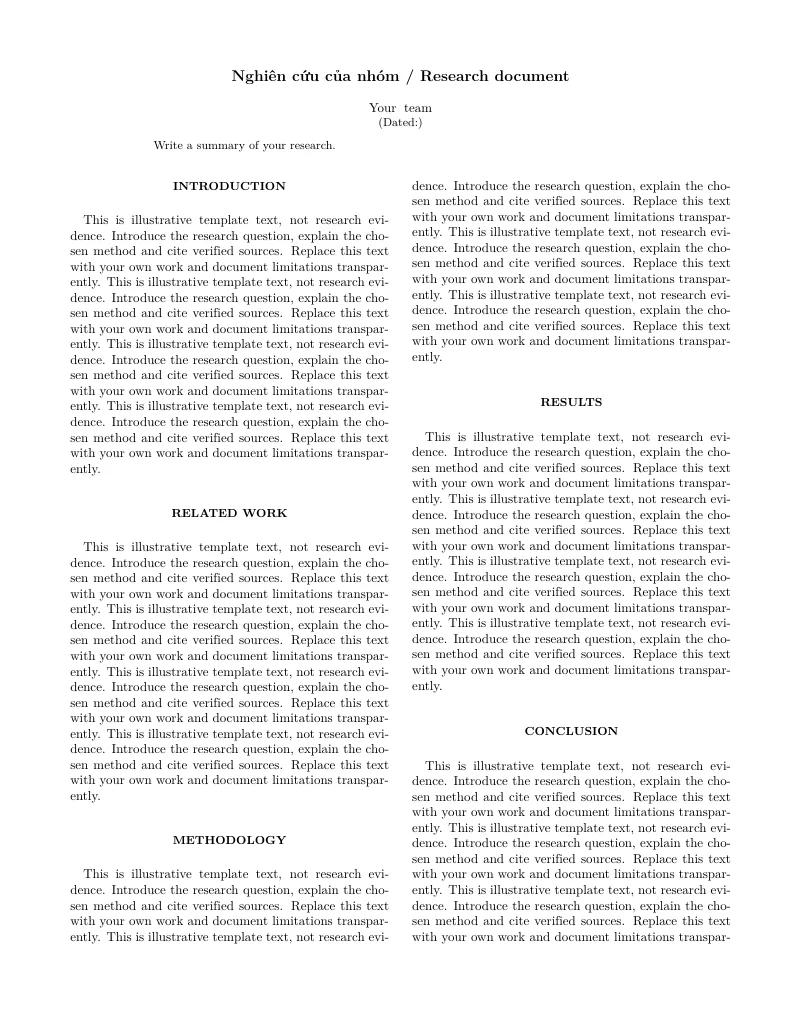 Nghiên cứu của nhóm / Research document
Your team
(Dated:)
Write a summary of your research.
INTRODUCTION
This is illustrative template text, not research evi-
dence. Introduce the research question, explain the cho-
sen method and cite verified sources. Replace this text
with your own work and document limitations transpar-
ently. This is illustrative template text, not research evi-
dence. Introduce the research question, explain the cho-
sen method and cite verified sources. Replace this text
with your own work and document limitations transpar-
ently. This is illustrative template text, not research evi-
dence. Introduce the research question, explain the cho-
sen method and cite verified sources. Replace this text
with your own work and document limitations transpar-
ently. This is illustrative template text, not research evi-
dence. Introduce the research question, explain the cho-
sen method and cite verified sources. Replace this text
with your own work and document limitations transpar-
ently.
RELATED WORK
This is illustrative template text, not research evi-
dence. Introduce the research question, explain the cho-
sen method and cite verified sources. Replace this text
with your own work and document limitations transpar-
ently. This is illustrative template text, not research evi-
dence. Introduce the research question, explain the cho-
sen method and cite verified sources. Replace this text
with your own work and document limitations transpar-
ently. This is illustrative template text, not research evi-
dence. Introduce the research question, explain the cho-
sen method and cite verified sources. Replace this text
with your own work and document limitations transpar-
ently. This is illustrative template text, not research evi-
dence. Introduce the research question, explain the cho-
sen method and cite verified sources. Replace this text
with your own work and document limitations transpar-
ently.
METHODOLOGY
This is illustrative template text, not research evi-
dence. Introduce the research question, explain the cho-
sen method and cite verified sources. Replace this text
with your own work and document limitations transpar-
ently. This is illustrative template text, not research evi-
dence. Introduce the research question, explain the cho-
sen method and cite verified sources. Replace this text
with your own work and document limitations transpar-
ently. This is illustrative template text, not research evi-
dence. Introduce the research question, explain the cho-
sen method and cite verified sources. Replace this text
with your own work and document limitations transpar-
ently. This is illustrative template text, not research evi-
dence. Introduce the research question, explain the cho-
sen method and cite verified sources. Replace this text
with your own work and document limitations transpar-
ently.
RESULTS
This is illustrative template text, not research evi-
dence. Introduce the research question, explain the cho-
sen method and cite verified sources. Replace this text
with your own work and document limitations transpar-
ently. This is illustrative template text, not research evi-
dence. Introduce the research question, explain the cho-
sen method and cite verified sources. Replace this text
with your own work and document limitations transpar-
ently. This is illustrative template text, not research evi-
dence. Introduce the research question, explain the cho-
sen method and cite verified sources. Replace this text
with your own work and document limitations transpar-
ently. This is illustrative template text, not research evi-
dence. Introduce the research question, explain the cho-
sen method and cite verified sources. Replace this text
with your own work and document limitations transpar-
ently.
CONCLUSION
This is illustrative template text, not research evi-
dence. Introduce the research question, explain the cho-
sen method and cite verified sources. Replace this text
with your own work and document limitations transpar-
ently. This is illustrative template text, not research evi-
dence. Introduce the research question, explain the cho-
sen method and cite verified sources. Replace this text
with your own work and document limitations transpar-
ently. This is illustrative template text, not research evi-
dence. Introduce the research question, explain the cho-
sen method and cite verified sources. Replace this text
with your own work and document limitations transpar-